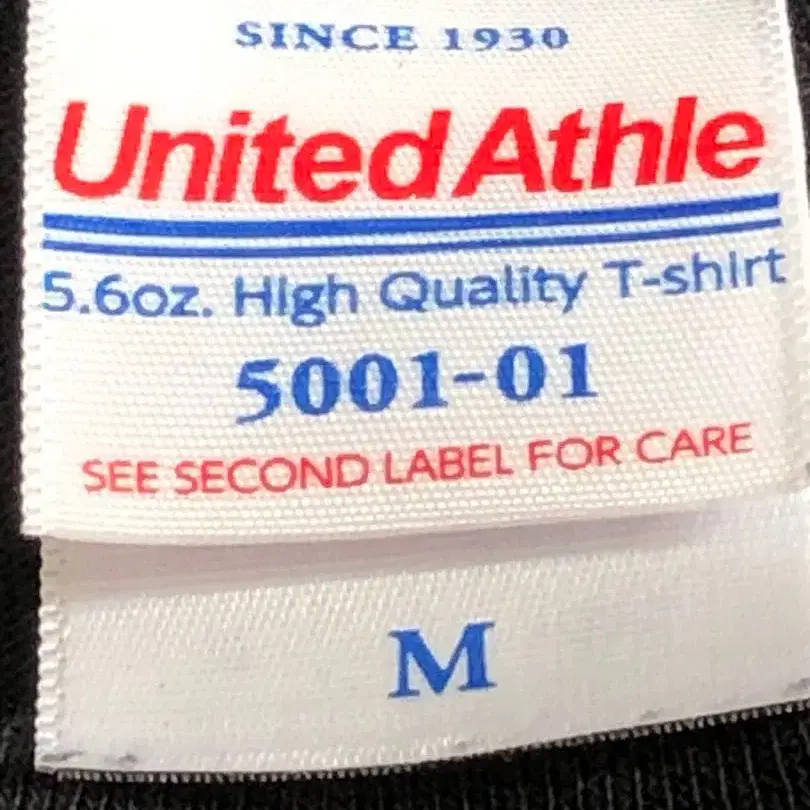 SINCE 1930
United Athle
5.6oz. High Quality T-shirt
5001-01
SEE SECOND LABEL FOR CARE
M